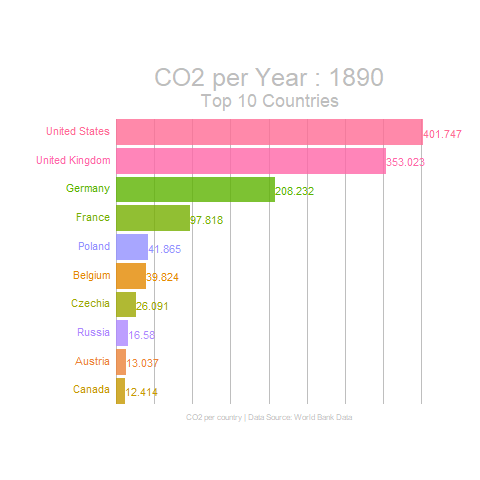 CO2 per Year : 1890
Top 10 Countries
United States 401.747
United Kingdom 353.023
Germany 208.232
France 97.818
Poland 41.865
Belgium 39.824
Czechia 26.091
Russia 16.58
Austria 13.037
Canada 12.414
CO2 per country | Data Source: World Bank Data